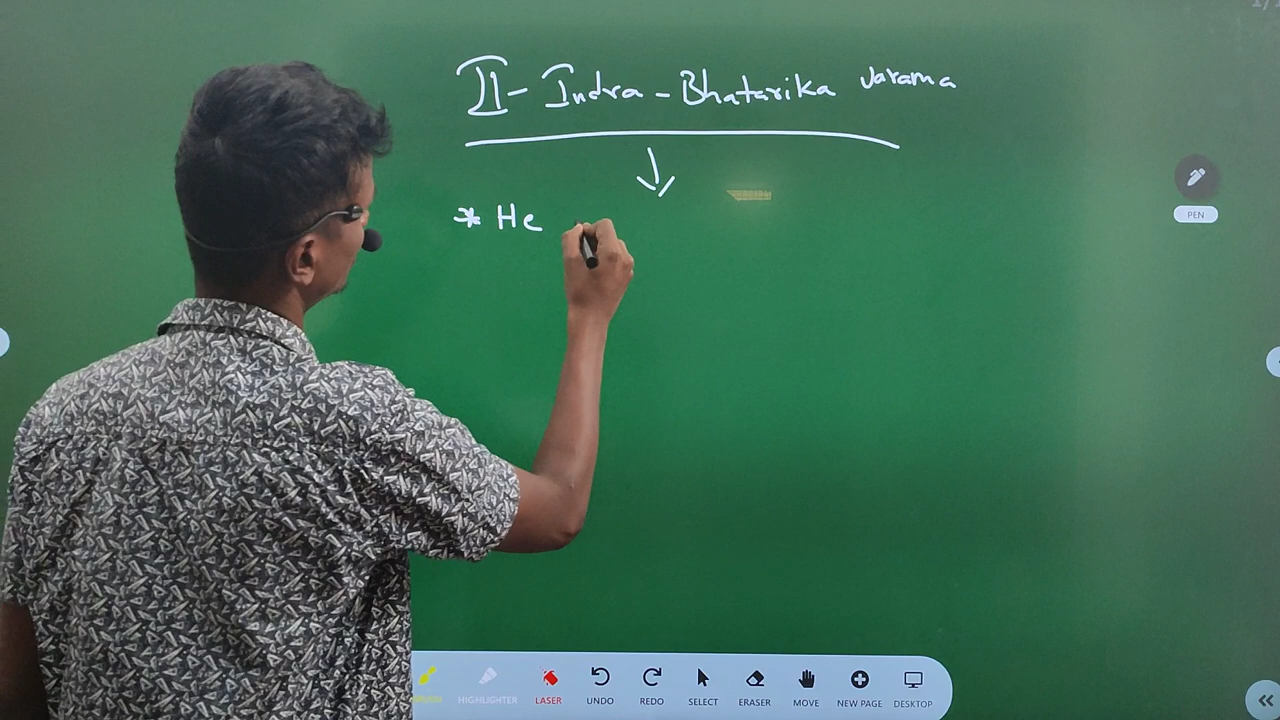 II - Indra - Bhatarika varama
* He
PEN
HIGHLIGHTER LASER UNDO REDO SELECT ERASER MOVE NEW PAGE DESKTOP